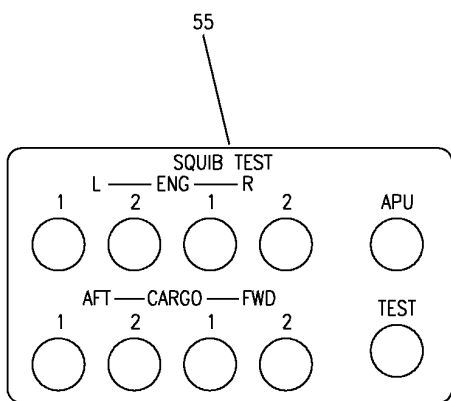 55
SQUIB TEST
L ENG R
1 2 1 2 APU
AFT CARGO FWD
1 2 1 2 TEST